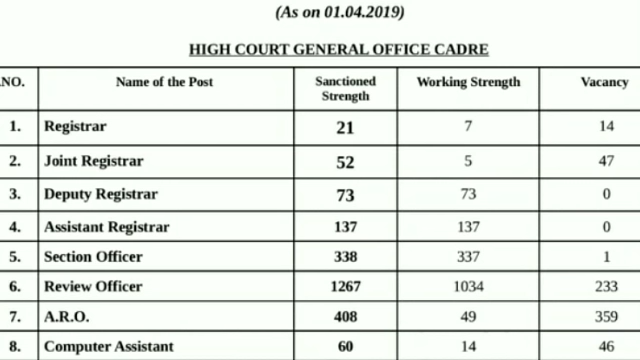 (As on 01.04.2019)
HIGH COURT GENERAL OFFICE CADRE
NO. Name of the Post Sanctioned Strength Working Strength Vacancy
1. Registrar 21 7 14
2. Joint Registrar 52 5 47
3. Deputy Registrar 73 73 0
4. Assistant Registrar 137 137 0
5. Section Officer 338 337 1
6. Review Officer 1267 1034 233
7. A.R.O. 408 49 359
8. Computer Assistant 60 14 46